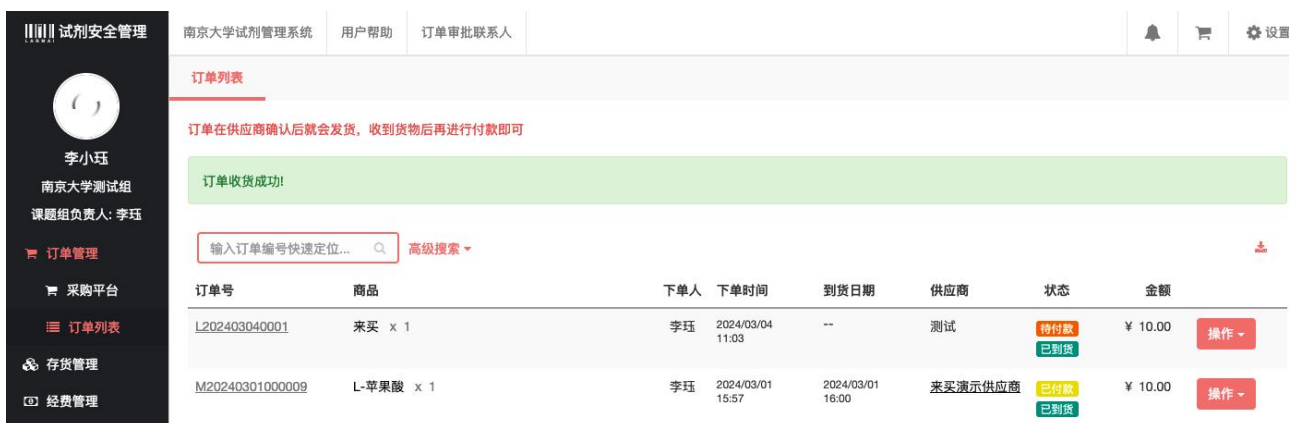 试剂安全管理
LABMAI
南京大学试剂管理系统 用户帮助 订单审批联系人 设置
订单列表
订单在供应商确认后就会发货，收到货物后再进行付款即可
李小珏
南京大学测试组
课题组负责人: 李珏
订单收货成功!
订单管理
输入订单编号快速定位... 高级搜索
采购平台
订单号 商品 下单人 下单时间 到货日期 供应商 状态 金额
订单列表
L202403040001 来买 x 1 李珏 2024/03/04 11:03 -- 测试 待付款 已到货 ¥ 10.00 操作
存货管理
M20240301000009 L-苹果酸 x 1 李珏 2024/03/01 15:57 2024/03/01 16:00 来买演示供应商 已付款 已到货 ¥ 10.00 操作
经费管理